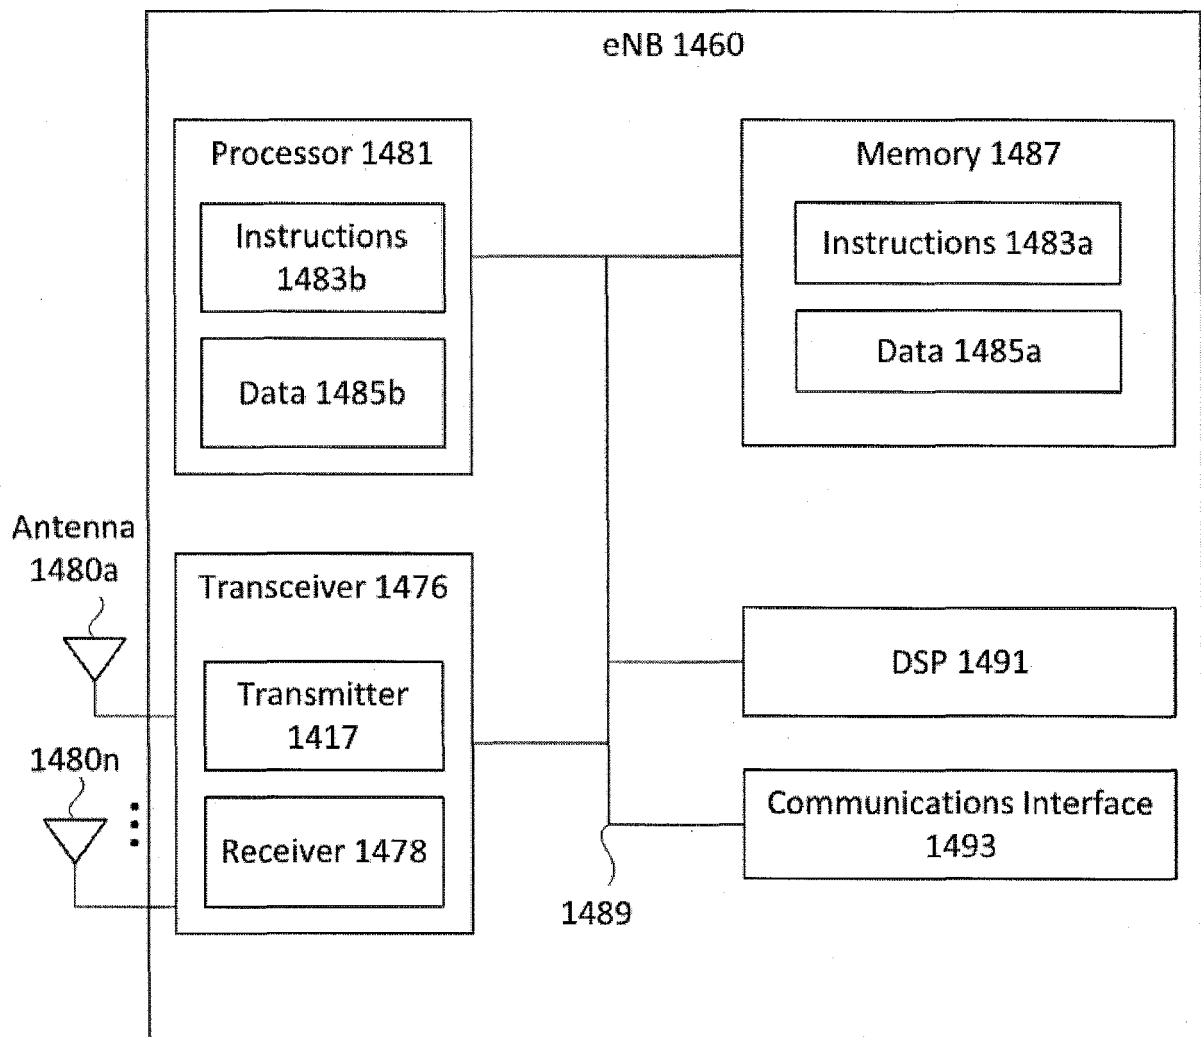 eNB 1460
Processor 1481
Instructions
1483b
Data 1485b
Memory 1487
Instructions 1483a
Data 1485a
Antenna
1480a
1480n
Transceiver 1476
Transmitter
1417
Receiver 1478
DSP 1491
Communications Interface
1493
1489